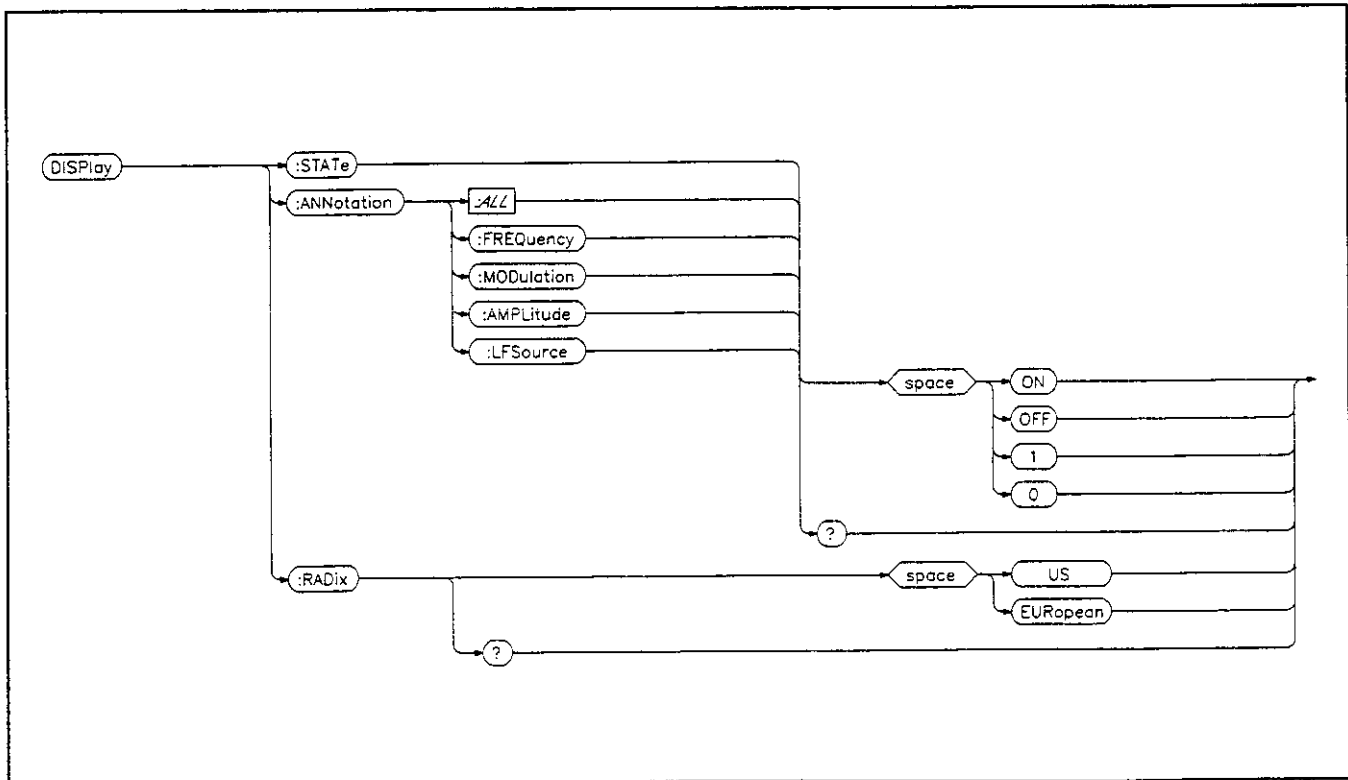 DISPlay
:STATe
:ANNotation
:ALL
:FREQuency
:MODulation
:AMPLitude
:LFSource
space
ON
OFF
1
0
?
:RADix
space
US
EURopean
?